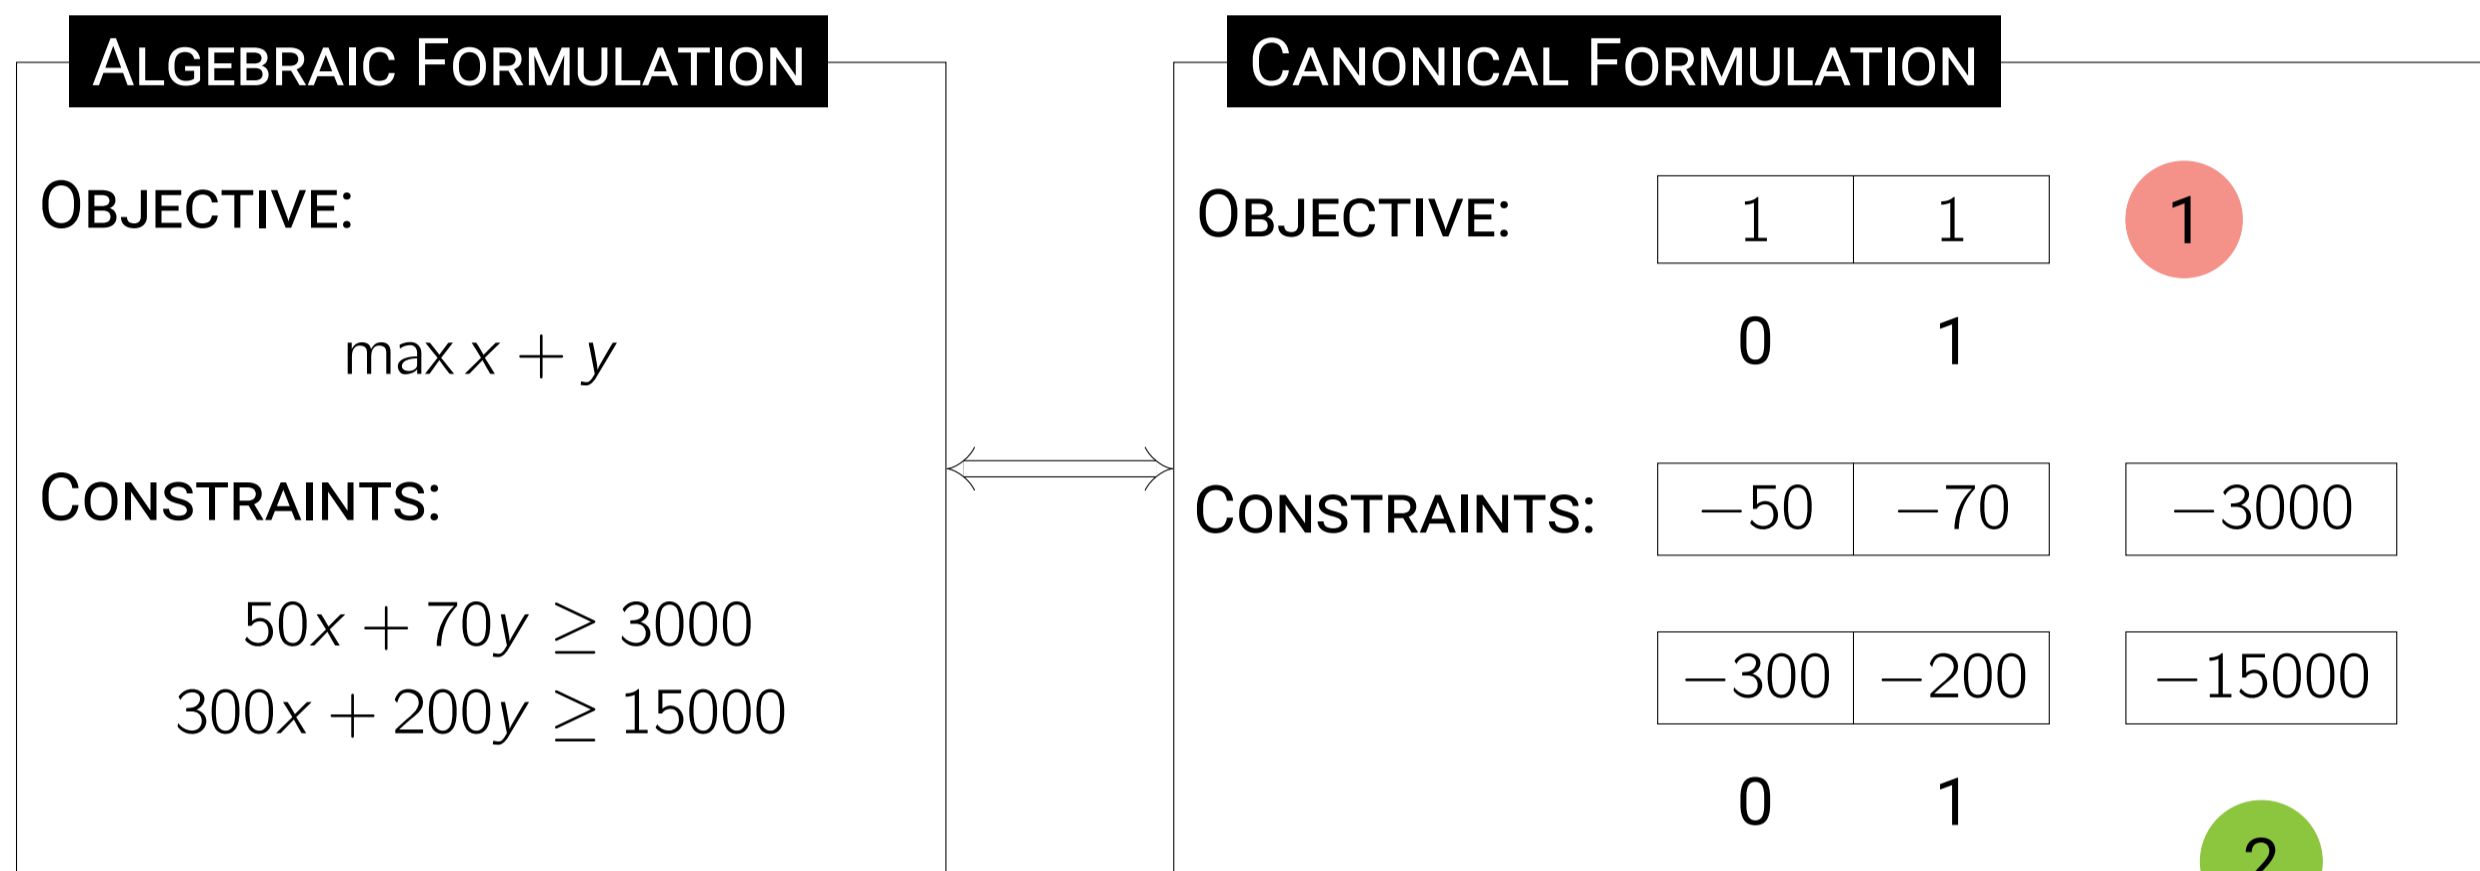 ALGEBRAIC FORMULATION
OBJECTIVE:
max x + y
CONSTRAINTS:
50x + 70y ≥ 3000
300x + 200y ≥ 15000
CANONICAL FORMULATION
OBJECTIVE: 1 1 1
0 1
CONSTRAINTS: −50 −70 −3000
−300 −200 −15000
0 1
2